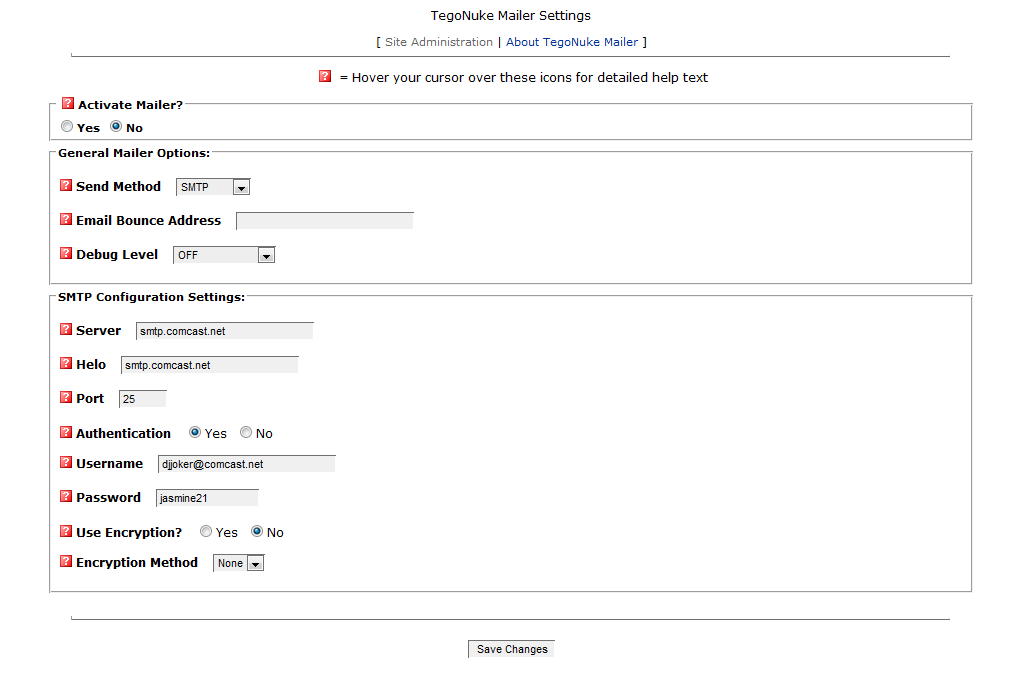 TegoNuke Mailer Settings
[ Site Administration | About TegoNuke Mailer ]
? = Hover your cursor over these icons for detailed help text
? Activate Mailer?
Yes No
General Mailer Options:
? Send Method SMTP
? Email Bounce Address
? Debug Level OFF
SMTP Configuration Settings:
? Server smtp.comcast.net
? Helo smtp.comcast.net
? Port 25
? Authentication Yes No
? Username djjoker@comcast.net
? Password jasmine21
? Use Encryption? Yes No
? Encryption Method None
Save Changes